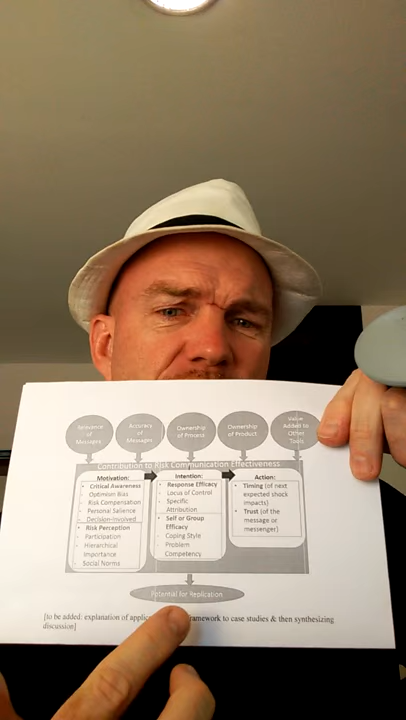 Relevance of Messages
Accuracy of Messages
Ownership of Process
Ownership of Product
Value Added to Other Tools
Contribution to Risk Communication Effectiveness
Motivation:
• Critical Awareness
- Optimism Bias
- Risk Compensation
- Personal Salience
- Decision-Involved
• Risk Perception
- Participation
- Hierarchical
Importance
- Social Norms
Intention:
• Response Efficacy
- Locus of Control
- Specific
Attribution
• Self or Group
Efficacy
- Coping Style
- Problem
Competency
Action:
• Timing (of next
expected shock
impacts)
• Trust (of the
message or
messenger)
Potential for Replication
[to be added: explanation of framework to case studies & then synthesizing
discussion]